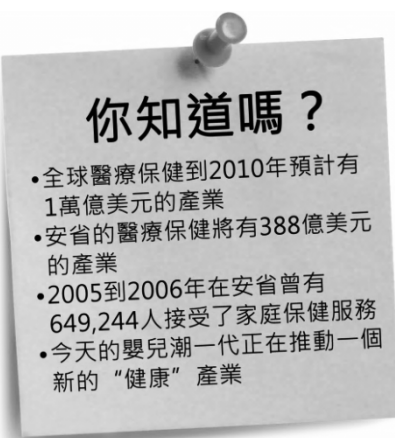 你知道嗎？
•全球醫療保健到2010年預計有
1萬億美元的產業
•安省的醫療保健將有388億美元
的產業
•2005到2006年在安省曾有
649,244人接受了家庭保健服務
•今天的嬰兒潮一代正在推動一個
新的“健康”產業